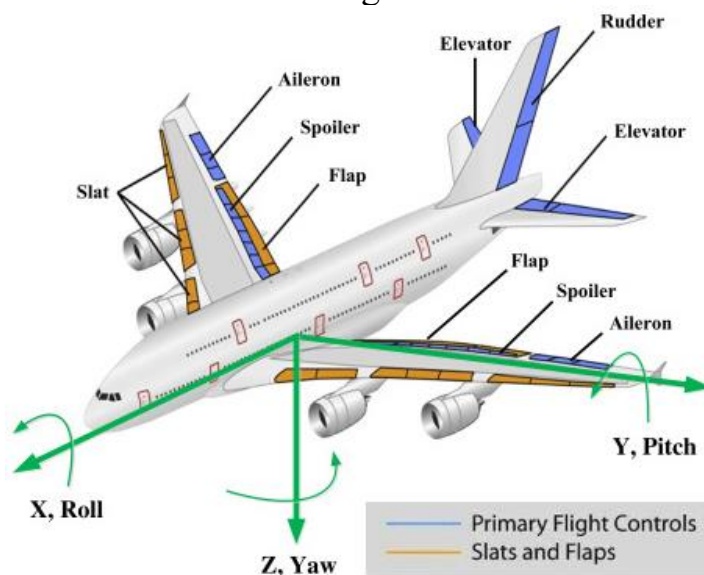 Rudder
Elevator
Aileron
Spoiler
Elevator
Slat
Flap
Flap
Spoiler
Aileron
Y, Pitch
X, Roll
Z, Yaw
Primary Flight Controls
Slats and Flaps